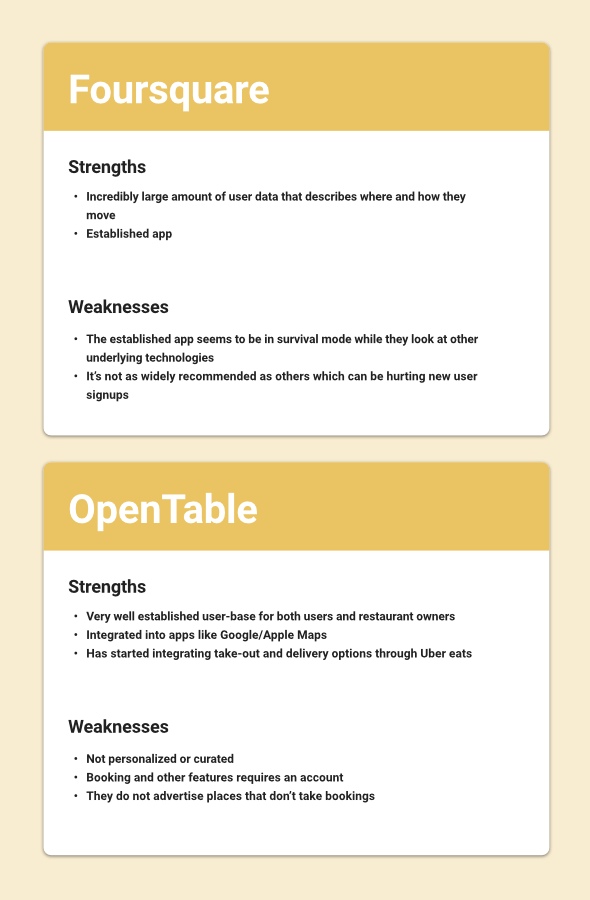 Foursquare
Strengths
• Incredibly large amount of user data that describes where and how they
move
• Established app
Weaknesses
• The established app seems to be in survival mode while they look at other
underlying technologies
• It’s not as widely recommended as others which can be hurting new user
signups
OpenTable
Strengths
• Very well established user-base for both users and restaurant owners
• Integrated into apps like Google/Apple Maps
• Has started integrating take-out and delivery options through Uber eats
Weaknesses
• Not personalized or curated
• Booking and other features requires an account
• They do not advertise places that don’t take bookings